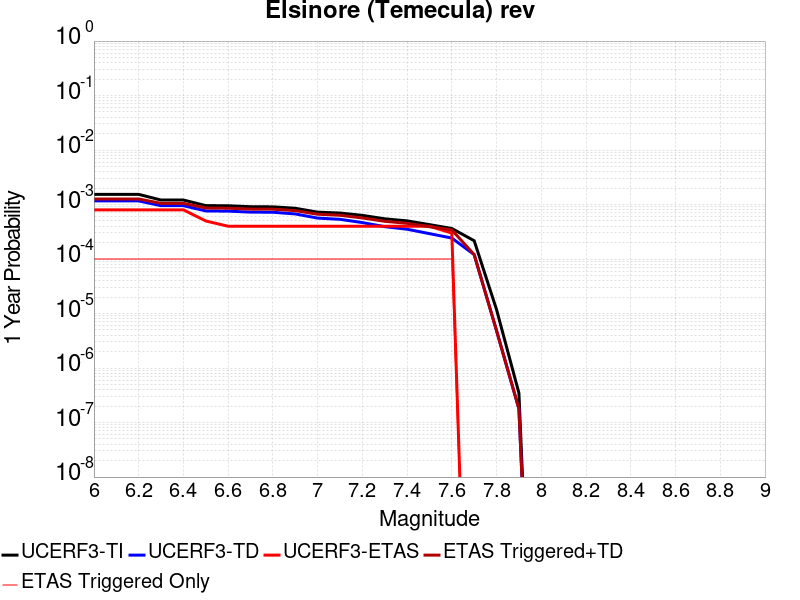 Elsinore (Temecula) rev
1 Year Probability
10^0
10^-1
10^-2
10^-3
10^-4
10^-5
10^-6
10^-7
10^-8
6 6.2 6.4 6.6 6.8 7 7.2 7.4 7.6 7.8 8 8.2 8.4 8.6 8.8 9
Magnitude
UCERF3-TI UCERF3-TD UCERF3-ETAS ETAS Triggered+TD
ETAS Triggered Only